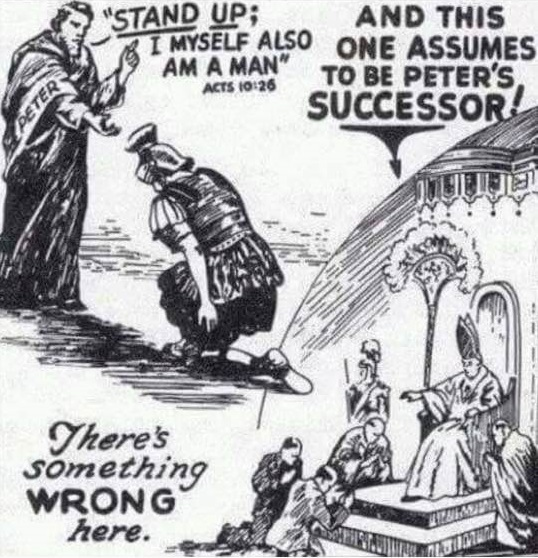 "STAND UP;
I MYSELF ALSO
AM A MAN"
ACTS 10:26
PETER
AND THIS
ONE ASSUMES
TO BE PETER'S
SUCCESSOR!
There's
something
WRONG
here.